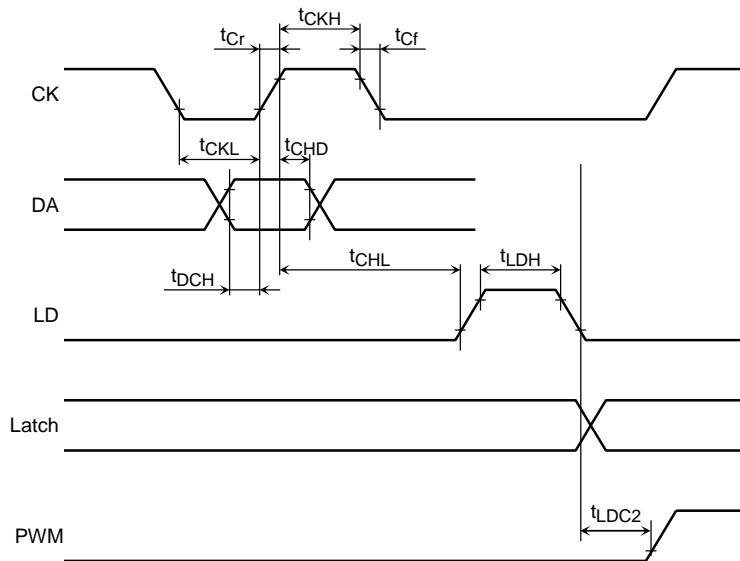 tCKH
tCr
tCf
CK
tCKL
tCHD
DA
tCHL
tLDH
tDCH
LD
Latch
tLDC2
PWM